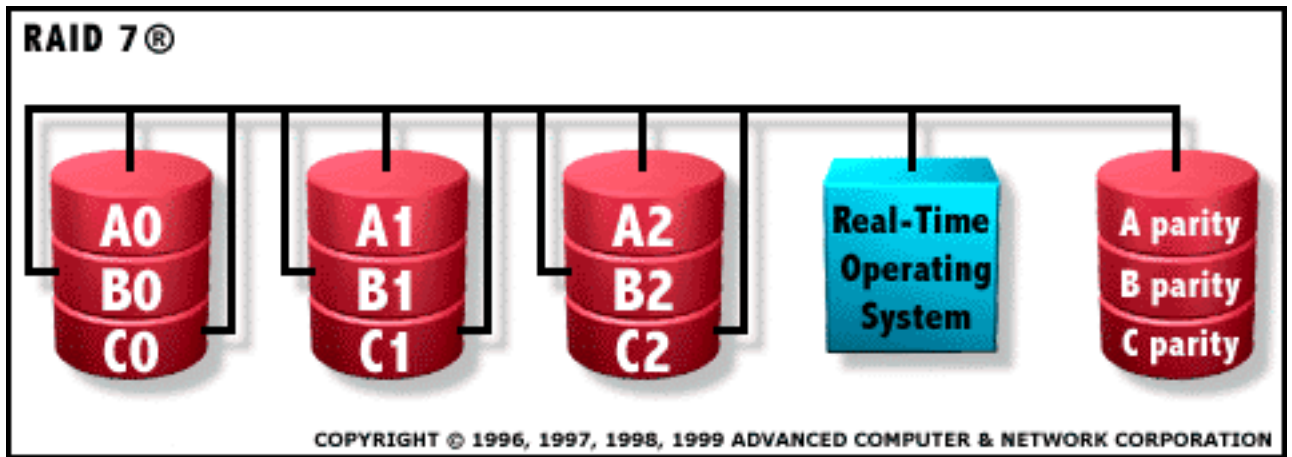 RAID 7®
A0
B0
C0
A1
B1
C1
A2
B2
C2
Real-Time
Operating
System
A parity
B parity
C parity
COPYRIGHT © 1996, 1997, 1998, 1999 ADVANCED COMPUTER & NETWORK CORPORATION